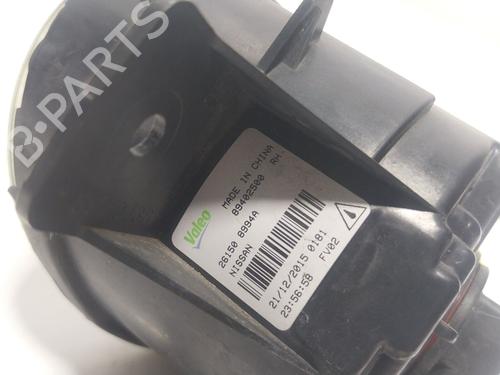 B-PARTS
Valeo
MADE IN CHINA
89402500 RH.
26150 8994A
NISSAN
21/12/2015 0181
23:56:58 FV02